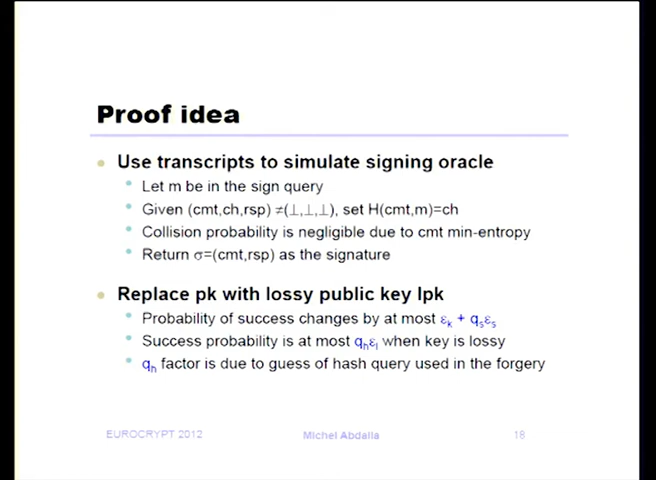 Proof idea
Use transcripts to simulate signing oracle
Let m be in the sign query
Given (cmt,ch,rsp) ≠(⊥,⊥,⊥), set H(cmt,m)=ch
Collision probability is negligible due to cmt min-entropy
Return σ=(cmt,rsp) as the signature
Replace pk with lossy public key lpk
Probability of success changes by at most εk + qsεs
Success probability is at most qhεl when key is lossy
qh factor is due to guess of hash query used in the forgery
EUROCRYPT 2012
Michel Abdalla
18